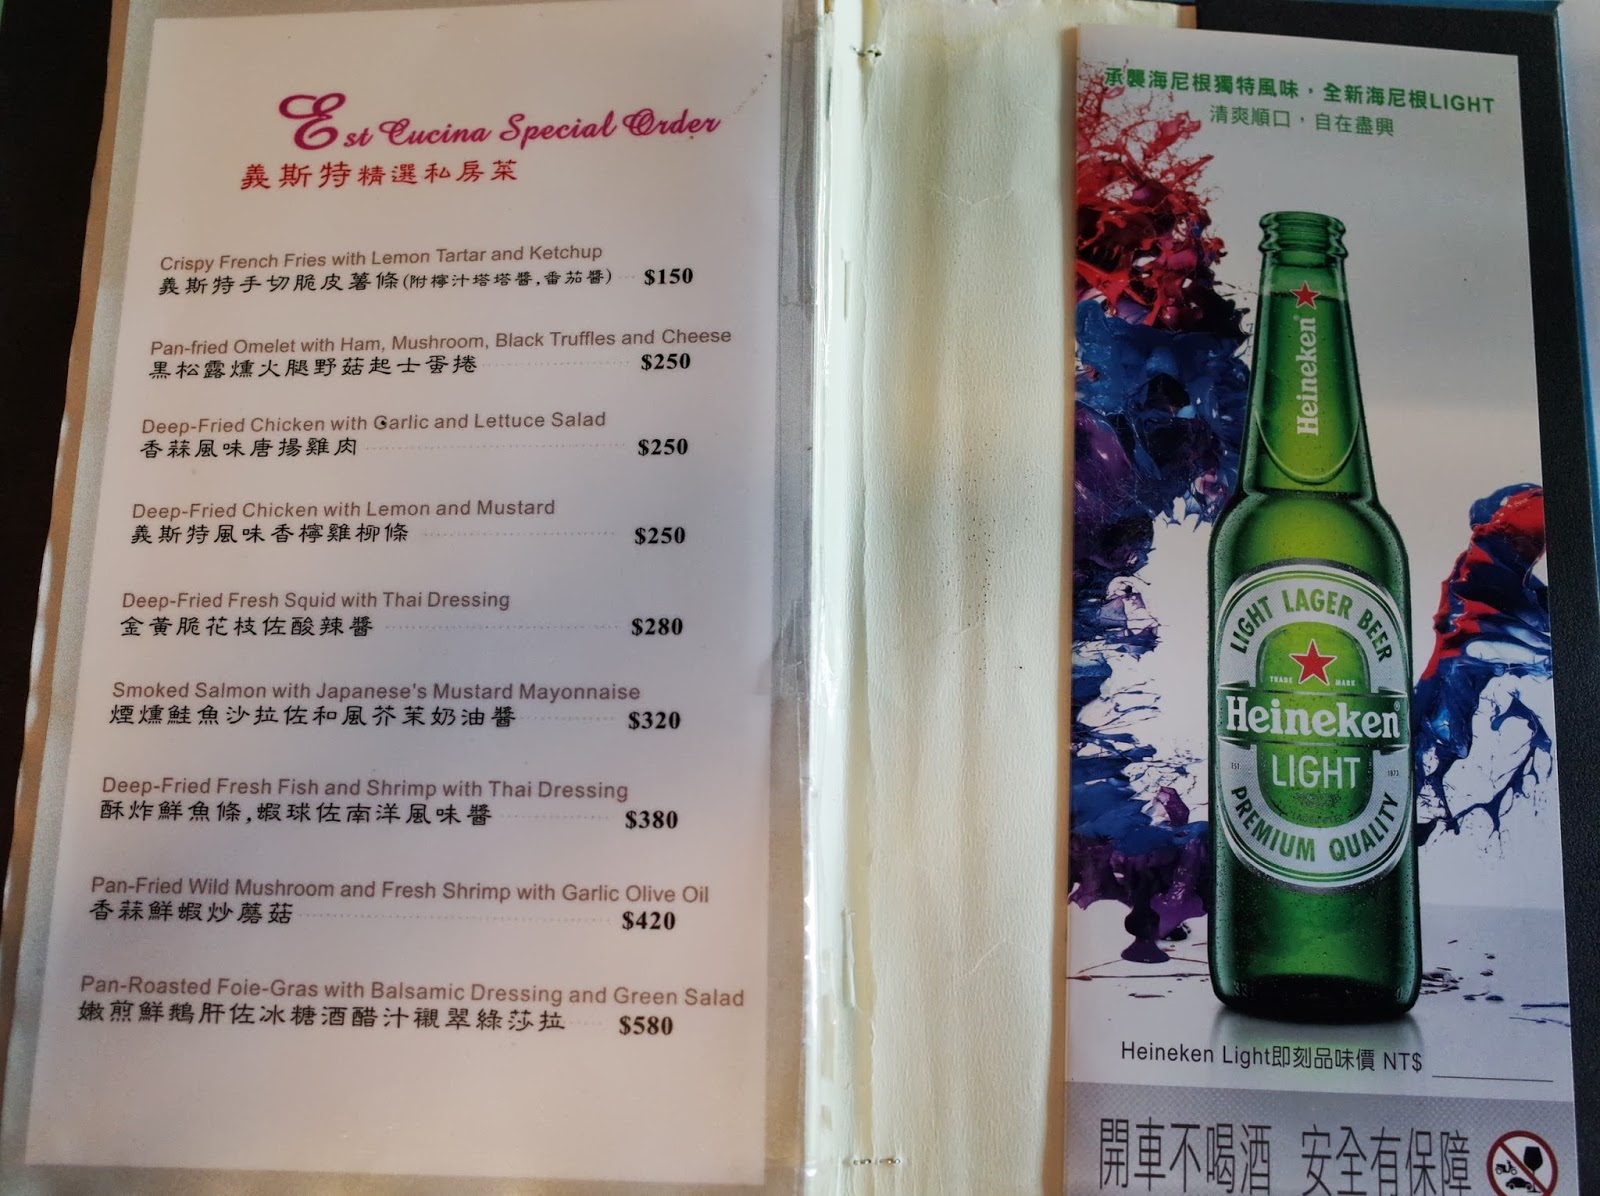 Est Cucina Special Order
義斯特精選私房菜
Crispy French Fries with Lemon Tartar and Ketchup
義斯特手切脆皮薯條(附檸汁塔塔醬,番茄醬) $150
Pan-fried Omelet with Ham, Mushroom, Black Truffles and Cheese
黑松露燻火腿野菇起士蛋捲 $250
Deep-Fried Chicken with Garlic and Lettuce Salad
香蒜風味唐揚雞肉 $250
Deep-Fried Chicken with Lemon and Mustard
義斯特風味香檸雞柳條 $250
Deep-Fried Fresh Squid with Thai Dressing
金黃脆花枝佐酸辣醬 $280
Smoked Salmon with Japanese's Mustard Mayonnaise
煙燻鮭魚沙拉佐和風芥茉奶油醬 $320
Deep-Fried Fresh Fish and Shrimp with Thai Dressing
酥炸鮮魚條,蝦球佐南洋風味醬 $380
Pan-Fried Wild Mushroom and Fresh Shrimp with Garlic Olive Oil
香蒜鮮蝦炒蘑菇 $420
Pan-Roasted Foie-Gras with Balsamic Dressing and Green Salad
嫩煎鮮鵝肝佐冰糖酒醋汁襯翠綠莎拉 $580
承襲海尼根獨特風味，全新海尼根LIGHT
清爽順口，自在盡興
Heineken
LIGHT LAGER BEER
TRADE MARK
Heineken
EST. 1873
LIGHT
PREMIUM QUALITY
Heineken Light即刻品味價 NT$
開車不喝酒 安全有保障